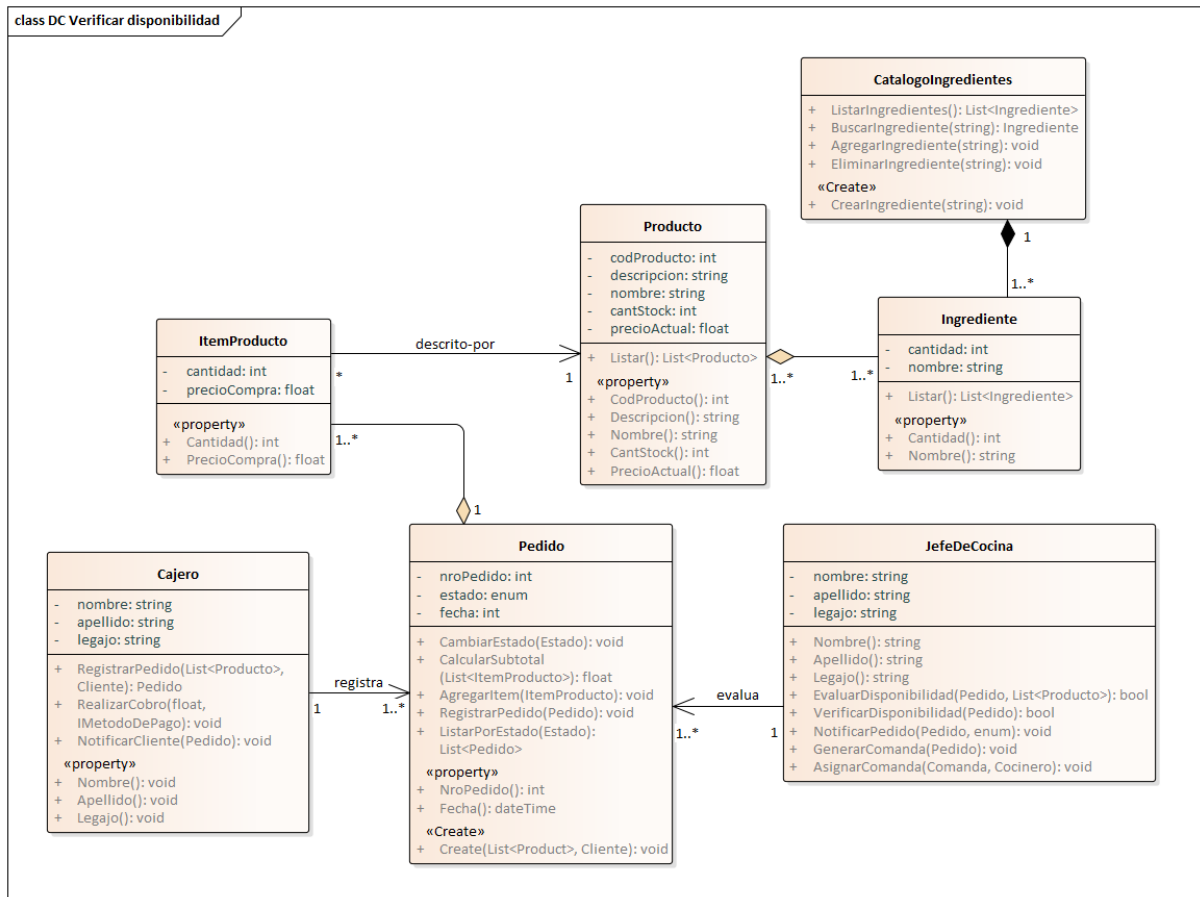 class DC Verificar disponibilidad
CatalogoIngredientes
+ ListarIngredientes(): List<Ingrediente>
+ BuscarIngrediente(string): Ingrediente
+ AgregarIngrediente(string): void
+ EliminarIngrediente(string): void
«Create»
+ CrearIngrediente(string): void
1
1..*
Producto
- codProducto: int
- descripcion: string
- nombre: string
- cantStock: int
- precioActual: float
+ Listar(): List<Producto>
«property»
+ CodProducto(): int
+ Descripcion(): string
+ Nombre(): string
+ CantStock(): int
+ PrecioActual(): float
1..*
1..*
Ingrediente
- cantidad: int
- nombre: string
+ Listar(): List<Ingrediente>
«property»
+ Cantidad(): int
+ Nombre(): string
ItemProducto
- cantidad: int
- precioCompra: float
«property»
+ Cantidad(): int
+ PrecioCompra(): float
descrito-por
*
1
1..*
1
Pedido
- nroPedido: int
- estado: enum
- fecha: int
+ CambiarEstado(Estado): void
+ CalcularSubtotal
(List<ItemProducto>): float
+ AgregarItem(ItemProducto): void
+ RegistrarPedido(Pedido): void
+ ListarPorEstado(Estado):
List<Pedido>
«property»
+ NroPedido(): int
+ Fecha(): dateTime
«Create»
+ Create(List<Product>, Cliente): void
Cajero
- nombre: string
- apellido: string
- legajo: string
+ RegistrarPedido(List<Producto>,
Cliente): Pedido
+ RealizarCobro(float,
IMetodoDePago): void
+ NotificarCliente(Pedido): void
«property»
+ Nombre(): void
+ Apellido(): void
+ Legajo(): void
registra
1
1..*
JefeDeCocina
- nombre: string
- apellido: string
- legajo: string
+ Nombre(): string
+ Apellido(): string
+ Legajo(): string
+ EvaluarDisponibilidad(Pedido, List<Producto>): bool
+ VerificarDisponibilidad(Pedido): bool
+ NotificarPedido(Pedido, enum): void
+ GenerarComanda(Pedido): void
+ AsignarComanda(Comanda, Cocinero): void
evalua
1..*
1